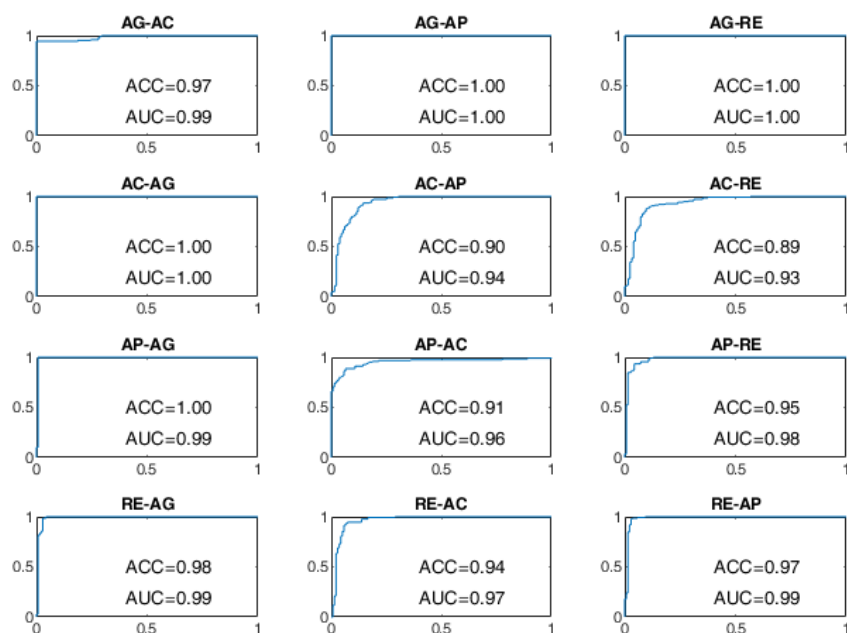 AG-AC AG-AP AG-RE
1 1 1
ACC=0.97 ACC=1.00 ACC=1.00
0.5 0.5 0.5
AUC=0.99 AUC=1.00 AUC=1.00
0 0 0
0 0.5 1 0 0.5 1 0 0.5 1
AC-AG AC-AP AC-RE
1 1 1
ACC=1.00 ACC=0.90 ACC=0.89
0.5 0.5 0.5
AUC=1.00 AUC=0.94 AUC=0.93
0 0 0
0 0.5 1 0 0.5 1 0 0.5 1
AP-AG AP-AC AP-RE
1 1 1
ACC=1.00 ACC=0.91 ACC=0.95
0.5 0.5 0.5
AUC=0.99 AUC=0.96 AUC=0.98
0 0 0
0 0.5 1 0 0.5 1 0 0.5 1
RE-AG RE-AC RE-AP
1 1 1
ACC=0.98 ACC=0.94 ACC=0.97
0.5 0.5 0.5
AUC=0.99 AUC=0.97 AUC=0.99
0 0 0
0 0.5 1 0 0.5 1 0 0.5 1